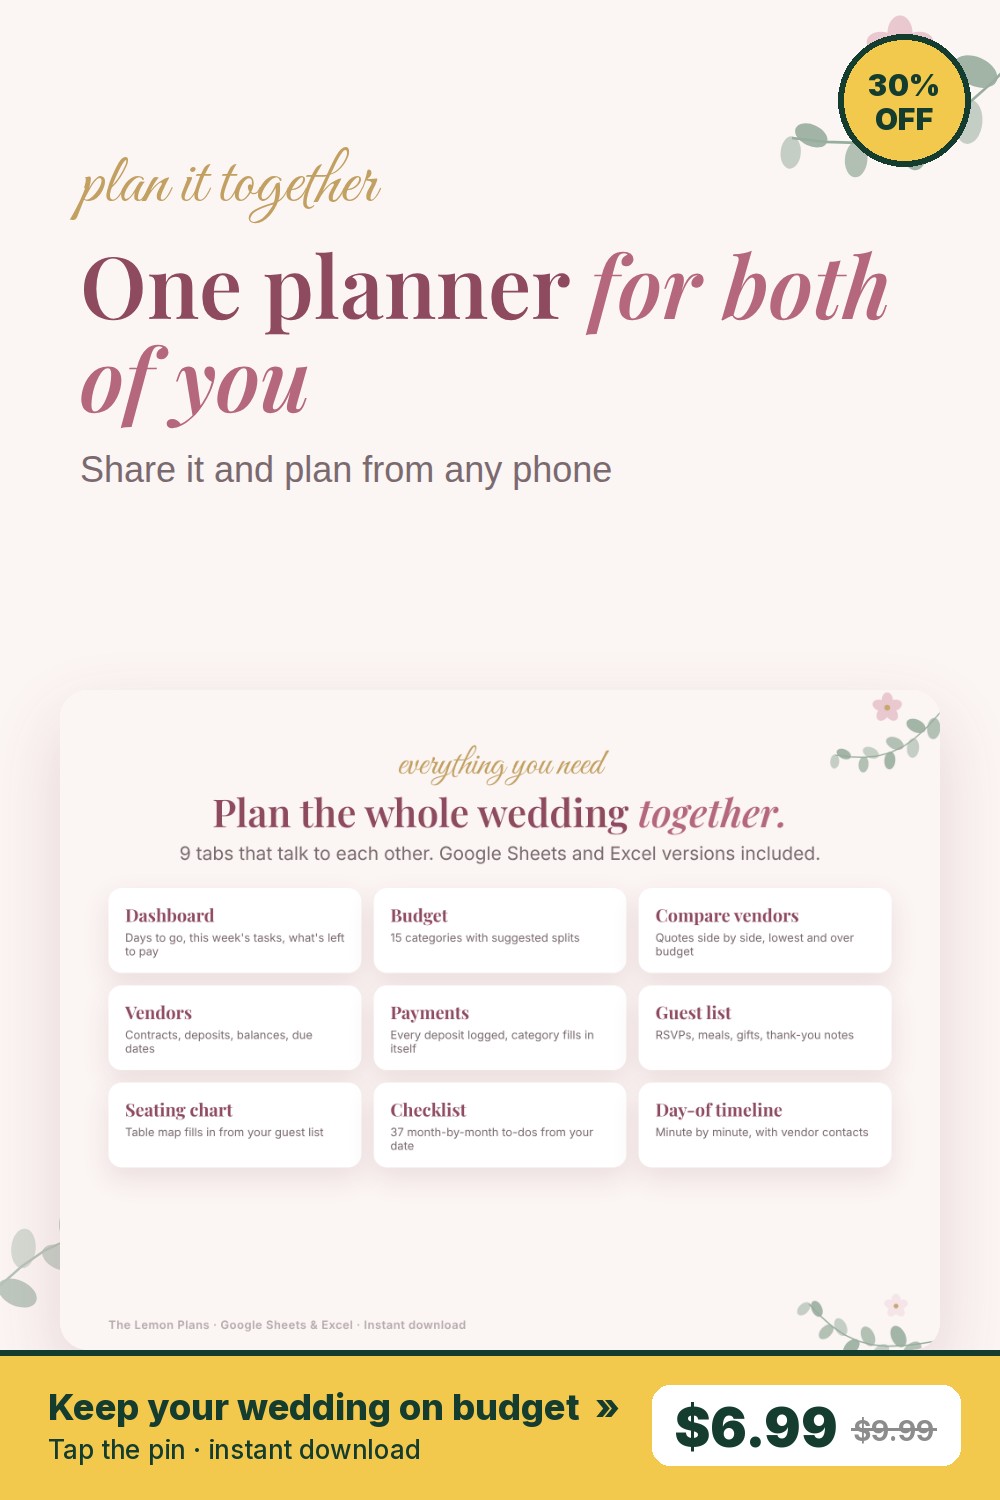 30%
OFF
plan it together
One planner for both
of you
Share it and plan from any phone
everything you need
Plan the whole wedding together.
9 tabs that talk to each other. Google Sheets and Excel versions included.
Dashboard
Days to go, this week's tasks, what's left
to pay
Budget
15 categories with suggested splits
Compare vendors
Quotes side by side, lowest and over
budget
Vendors
Contracts, deposits, balances, due
dates
Payments
Every deposit logged, category fills in
itself
Guest list
RSVPs, meals, gifts, thank-you notes
Seating chart
Table map fills in from your guest list
Checklist
37 month-by-month to-dos from your
date
Day-of timeline
Minute by minute, with vendor contacts
The Lemon Plans · Google Sheets & Excel · Instant download
Keep your wedding on budget »
Tap the pin · instant download
$6.99 $9.99